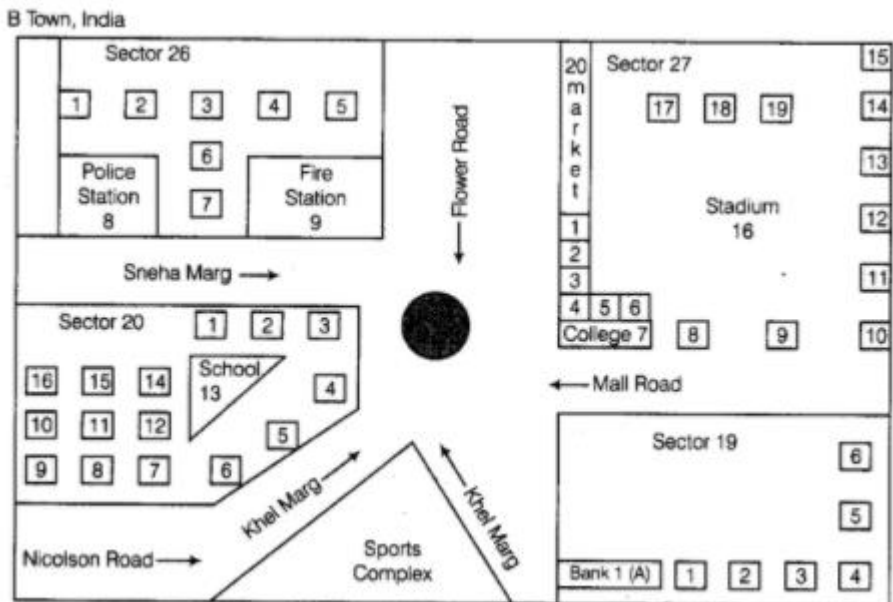 B Town, India
Sector 26
1 2 3 4 5
6
7
Police
Station
8
Fire
Station
9
Flower Road
20
market
1
2
3
4 5 6
College 7
Sector 27
17 18 19
Stadium
16
15
14
13
12
11
8 9 10
Sneha Marg
Sector 20
1 2 3
School
13
4
5
16 15 14
10 11 12
9 8 7 6
Mall Road
Khel Marg
Khel Marg
Nicolson Road
Sports
Complex
Sector 19
6
5
Bank 1 (A) 1 2 3 4